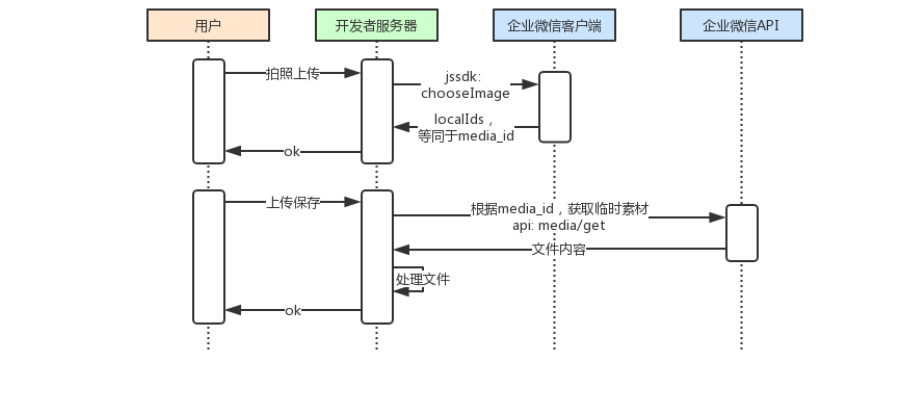 用户
开发者服务器
企业微信客户端
企业微信API
拍照上传
jssdk:
chooseImage
localIds，
等同于media_id
ok
上传保存
根据media_id，获取临时素材
api: media/get
文件内容
处理文件
ok